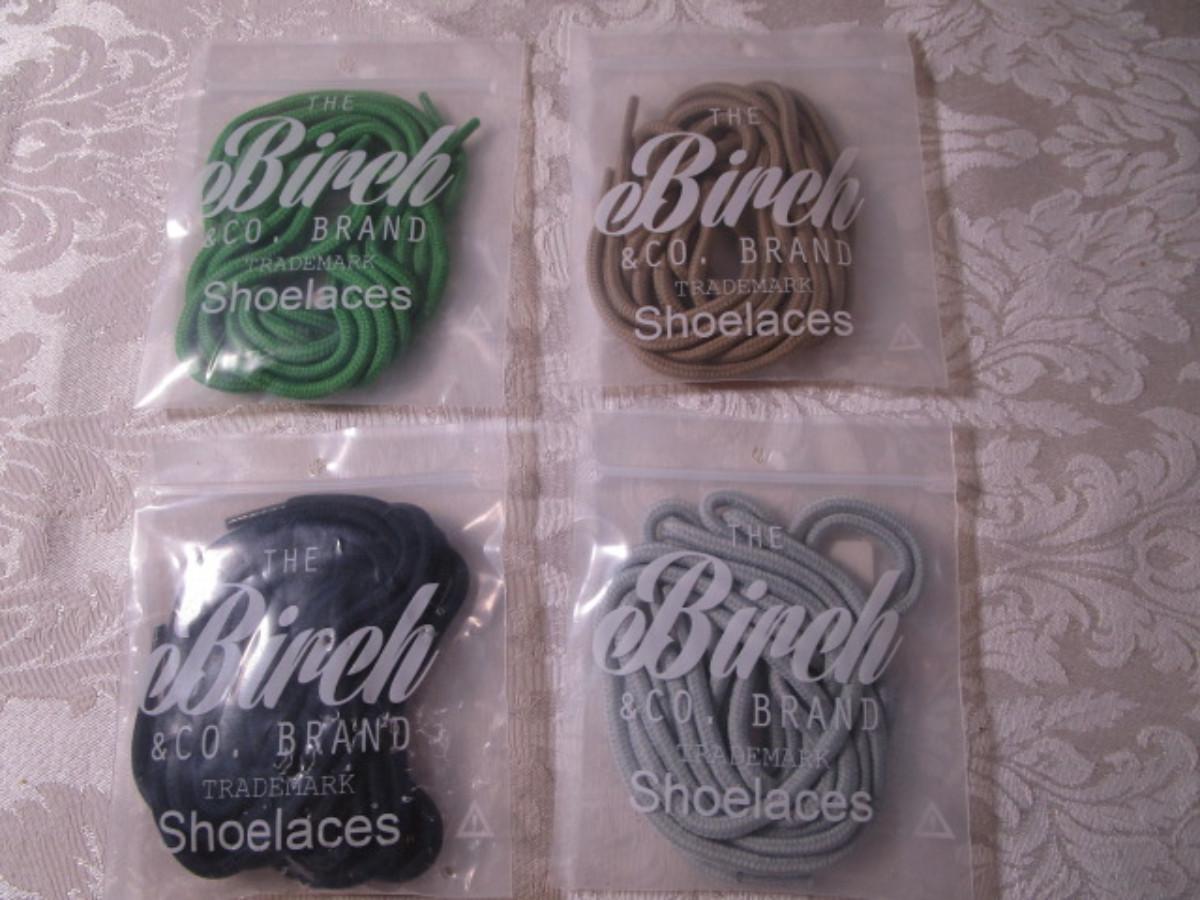 THE
Birch
&CO. BRAND
TRADEMARK
Shoelaces
THE
Birch
&CO. BRAND
TRADEMARK
Shoelaces
THE
Birch
&CO. BRAND
TRADEMARK
Shoelaces
THE
Birch
&CO. BRAND
TRADEMARK
Shoelaces